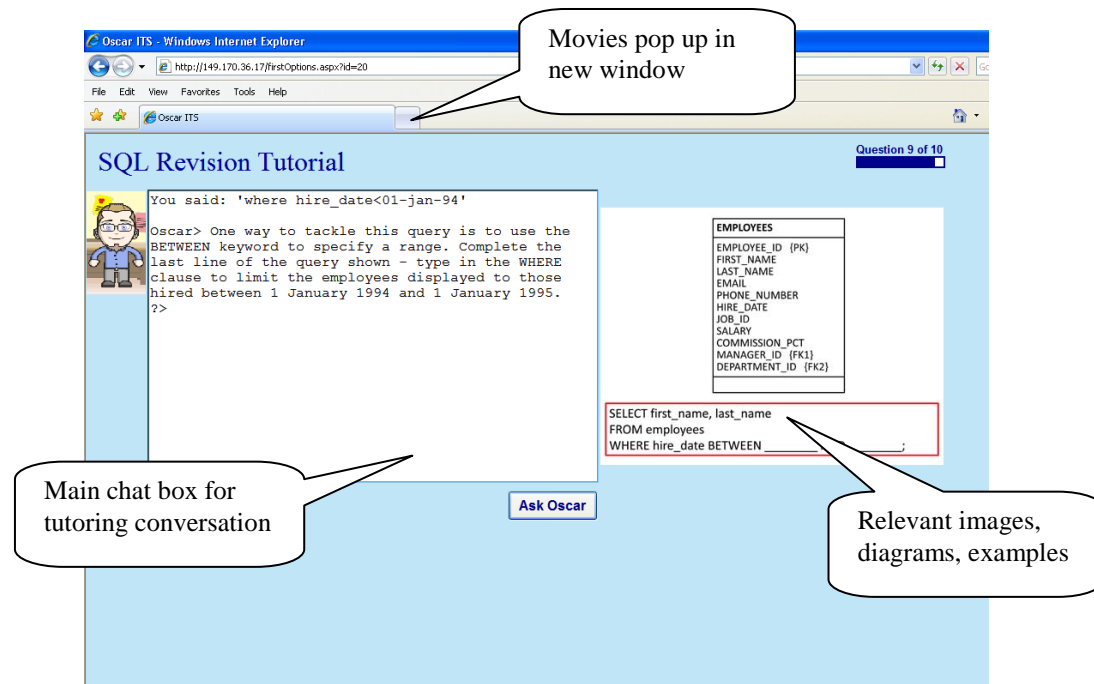 Oscar ITS - Windows Internet Explorer
http://149.170.36.17/firstOptions.aspx?id=20
File Edit View Favorites Tools Help
Oscar ITS
Movies pop up in
new window
SQL Revision Tutorial
Question 9 of 10
You said: 'where hire_date<01-jan-94'
Oscar> One way to tackle this query is to use the
BETWEEN keyword to specify a range. Complete the
last line of the query shown - type in the WHERE
clause to limit the employees displayed to those
hired between 1 January 1994 and 1 January 1995.
?>
EMPLOYEES
EMPLOYEE_ID {PK}
FIRST_NAME
LAST_NAME
EMAIL
PHONE_NUMBER
HIRE_DATE
JOB_ID
SALARY
COMMISSION_PCT
MANAGER_ID {FK1}
DEPARTMENT_ID {FK2}
SELECT first_name, last_name
FROM employees
WHERE hire_date BETWEEN ________ ________;
Ask Oscar
Main chat box for
tutoring conversation
Relevant images,
diagrams, examples